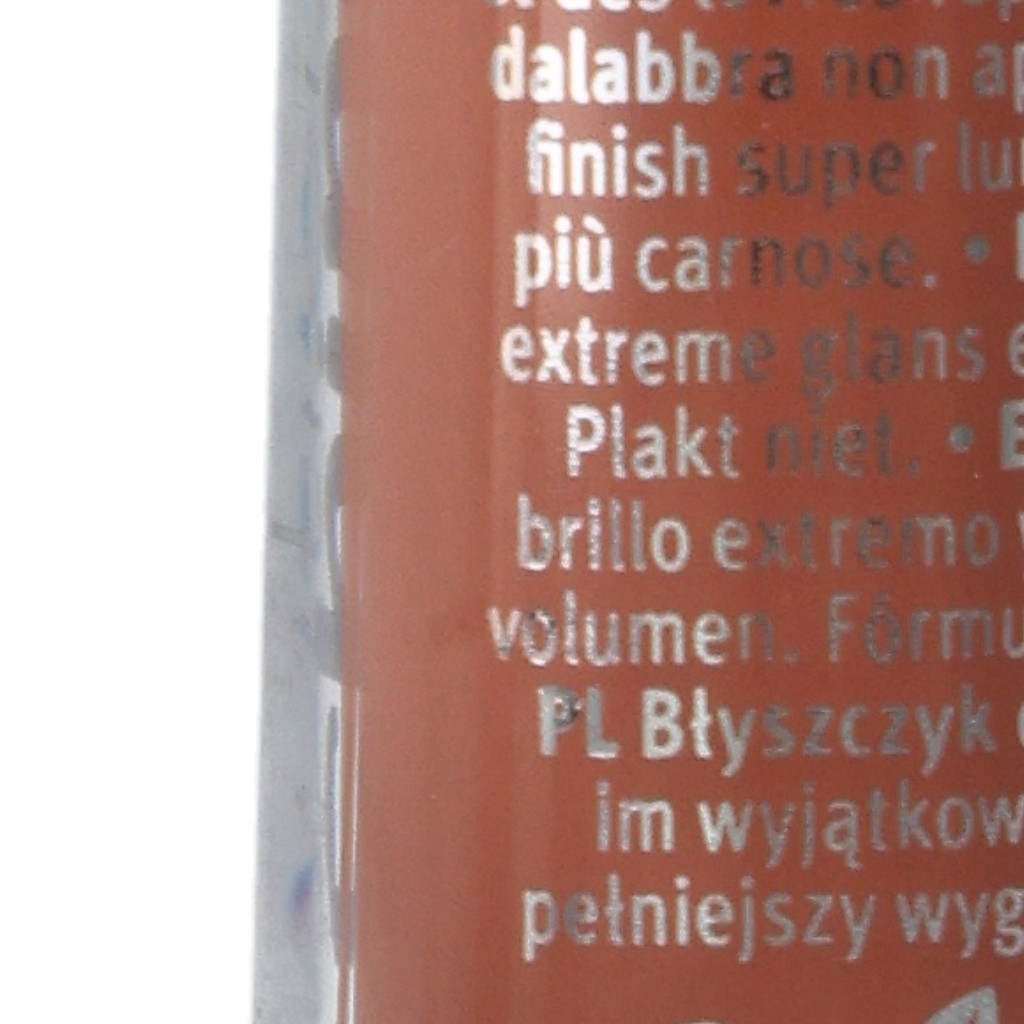 dalabbra non ap
finish super lu
più carnose. •
extreme glans e
Plakt niet. • E
brillo extremo v
volumen. Fórmu
PL Błyszczyk
im wyjątkow
pełniejszy wyg